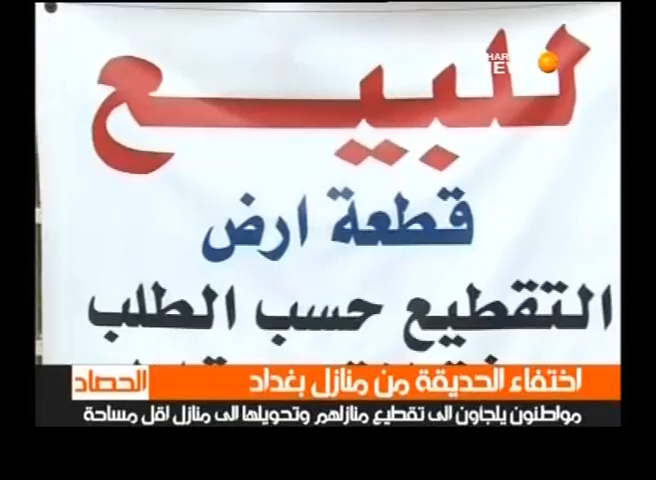 للبيع
قطعة ارض
التقطيع حسب الطلب
اختفاء الحديقة من منازل بغداد
الحصاد
مواطنون يلجاون الى تقطيع منازلهم وتحويلها الى منازل اقل مساحة